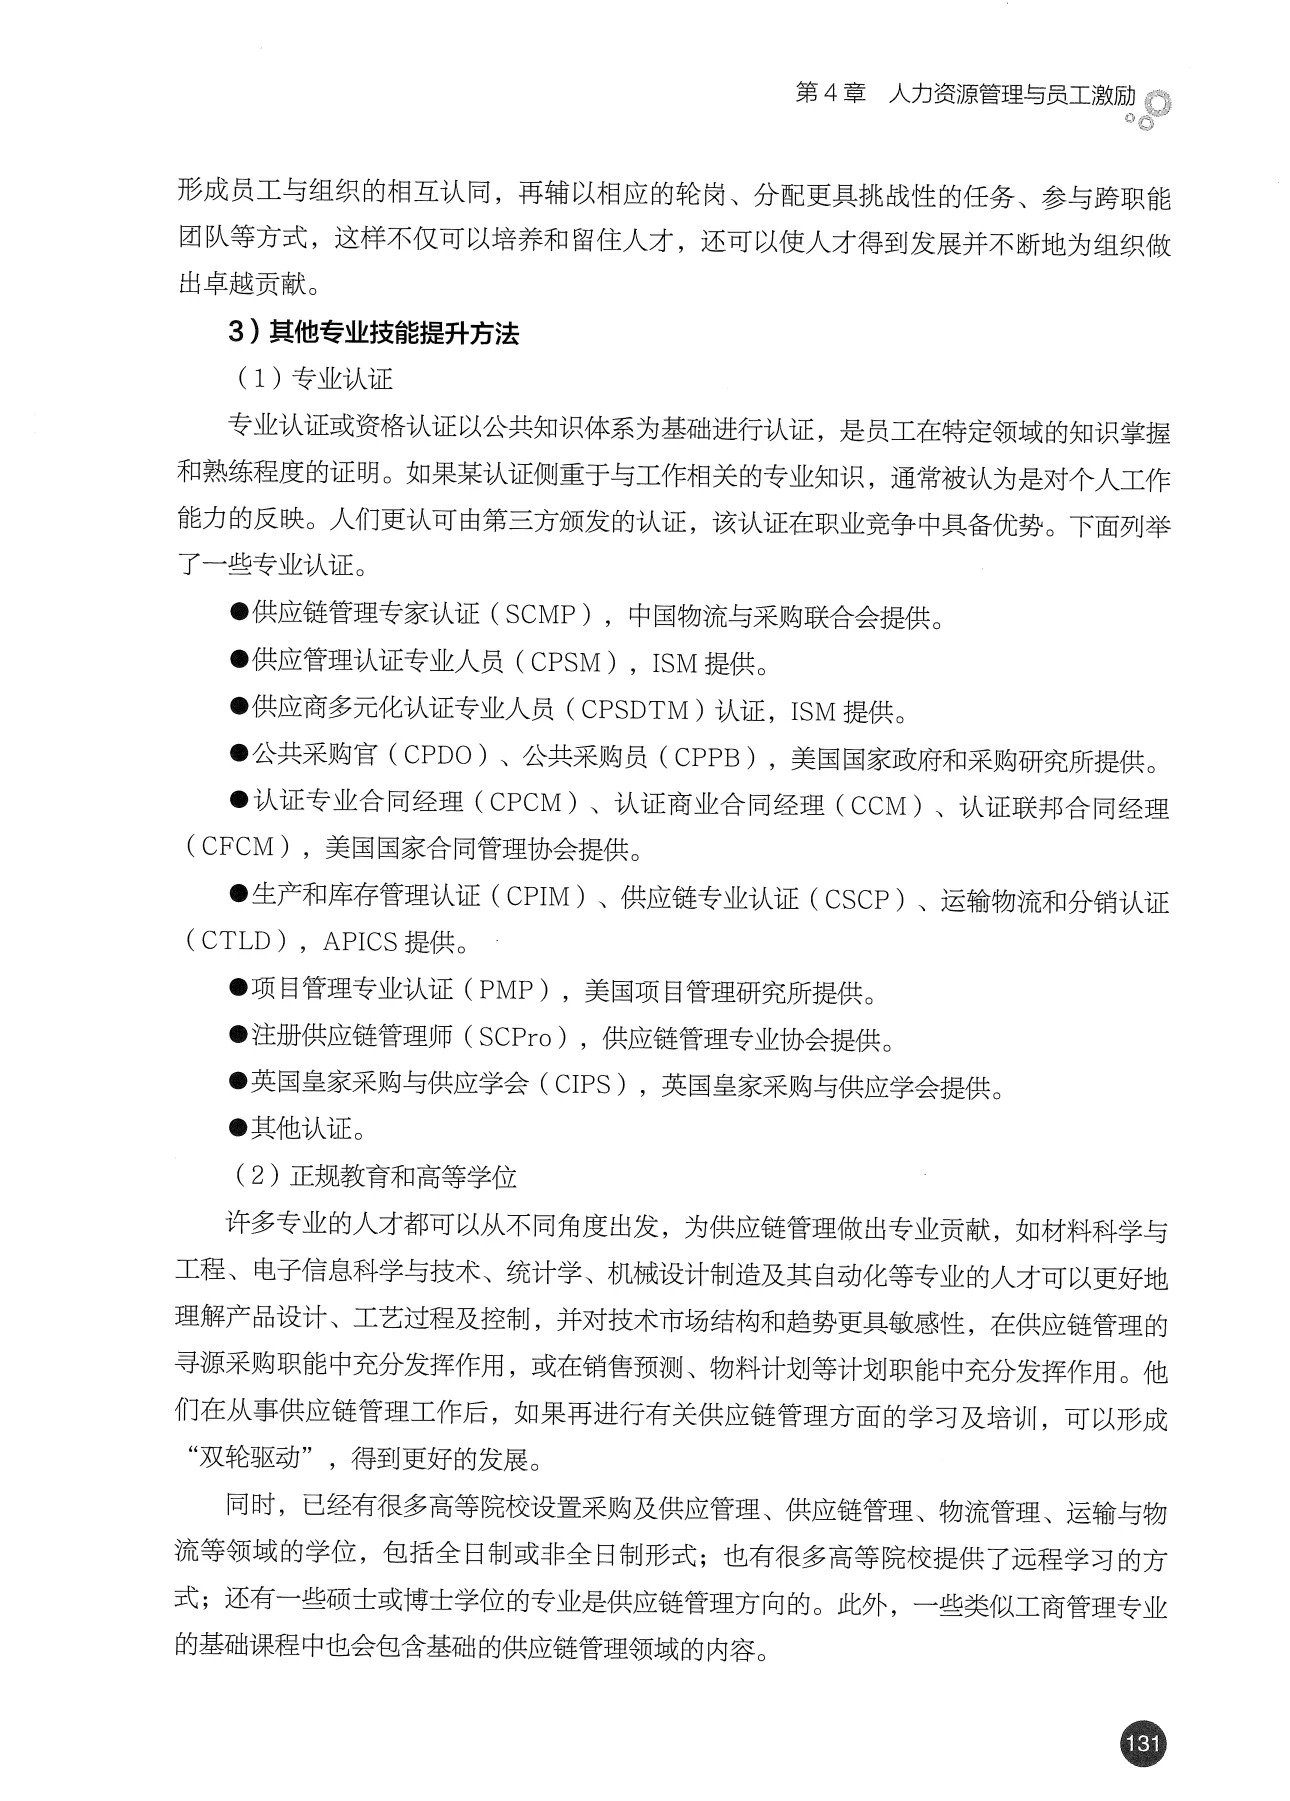 第4章 人力资源管理与员工激励
形成员工与组织的相互认同，再辅以相应的轮岗、分配更具挑战性的任务、参与跨职能
团队等方式，这样不仅可以培养和留住人才，还可以使人才得到发展并不断地为组织做
出卓越贡献。
3）其他专业技能提升方法
（1）专业认证
专业认证或资格认证以公共知识体系为基础进行认证，是员工在特定领域的知识掌握
和熟练程度的证明。如果某认证侧重于与工作相关的专业知识，通常被认为是对个人工作
能力的反映。人们更认可由第三方颁发的认证，该认证在职业竞争中具备优势。下面列举
了一些专业认证。
●供应链管理专家认证（SCMP），中国物流与采购联合会提供。
●供应管理认证专业人员（CPSM），ISM 提供。
●供应商多元化认证专业人员（CPSDTM）认证，ISM 提供。
●公共采购官（CPDO）、公共采购员（CPPB），美国国家政府和采购研究所提供。
●认证专业合同经理（CPCM）、认证商业合同经理（CCM）、认证联邦合同经理
（CFCM），美国国家合同管理协会提供。
●生产和库存管理认证（CPIM）、供应链专业认证（CSCP）、运输物流和分销认证
（CTLD），APICS 提供。
●项目管理专业认证（PMP），美国项目管理研究所提供。
●注册供应链管理师（SCPro），供应链管理专业协会提供。
●英国皇家采购与供应学会（CIPS），英国皇家采购与供应学会提供。
●其他认证。
（2）正规教育和高等学位
许多专业的人才都可以从不同角度出发，为供应链管理做出专业贡献，如材料科学与
工程、电子信息科学与技术、统计学、机械设计制造及其自动化等专业的人才可以更好地
理解产品设计、工艺过程及控制，并对技术市场结构和趋势更具敏感性，在供应链管理的
寻源采购职能中充分发挥作用，或在销售预测、物料计划等计划职能中充分发挥作用。他
们在从事供应链管理工作后，如果再进行有关供应链管理方面的学习及培训，可以形成
“双轮驱动”，得到更好的发展。
同时，已经有很多高等院校设置采购及供应管理、供应链管理、物流管理、运输与物
流等领域的学位，包括全日制或非全日制形式；也有很多高等院校提供了远程学习的方
式；还有一些硕士或博士学位的专业是供应链管理方向的。此外，一些类似工商管理专业
的基础课程中也会包含基础的供应链管理领域的内容。
131